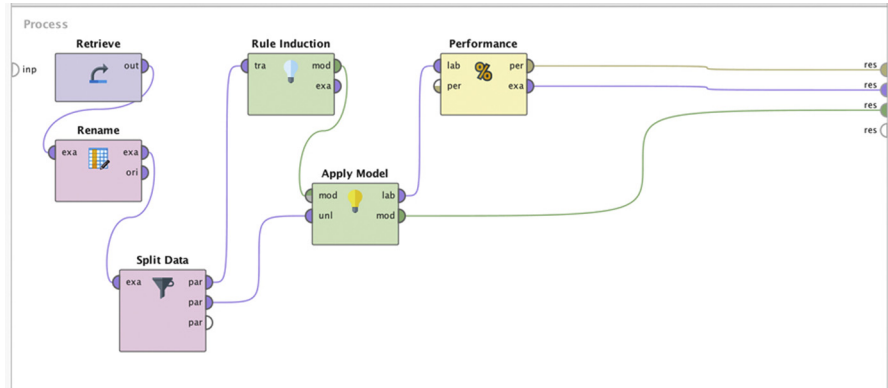 Process
inp
Retrieve
out
Rename
exa exa
ori
Split Data
exa par
par
par
Rule Induction
tra mod
exa
Apply Model
mod lab
unl mod
Performance
%
lab per
per exa
res
res
res
res